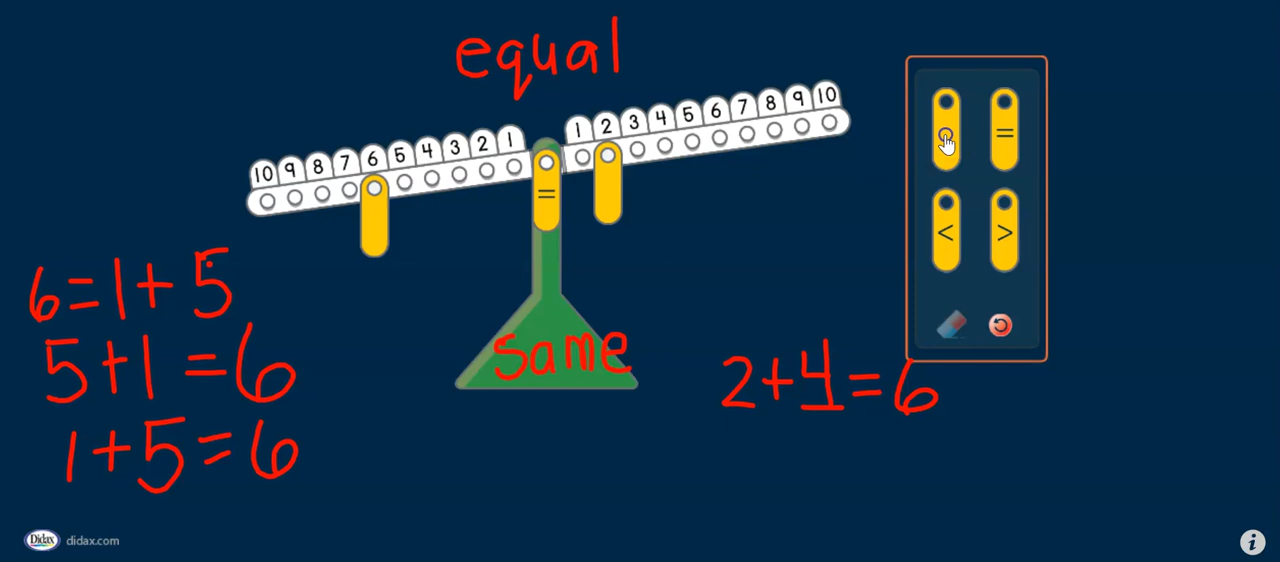 equal
10 9 8 7 6 5 4 3 2 1
1 2 3 4 5 6 7 8 9 10
=
=
< >
6=1+5
5+1=6
1+5=6
same
2+4=6
Didax didax.com
i